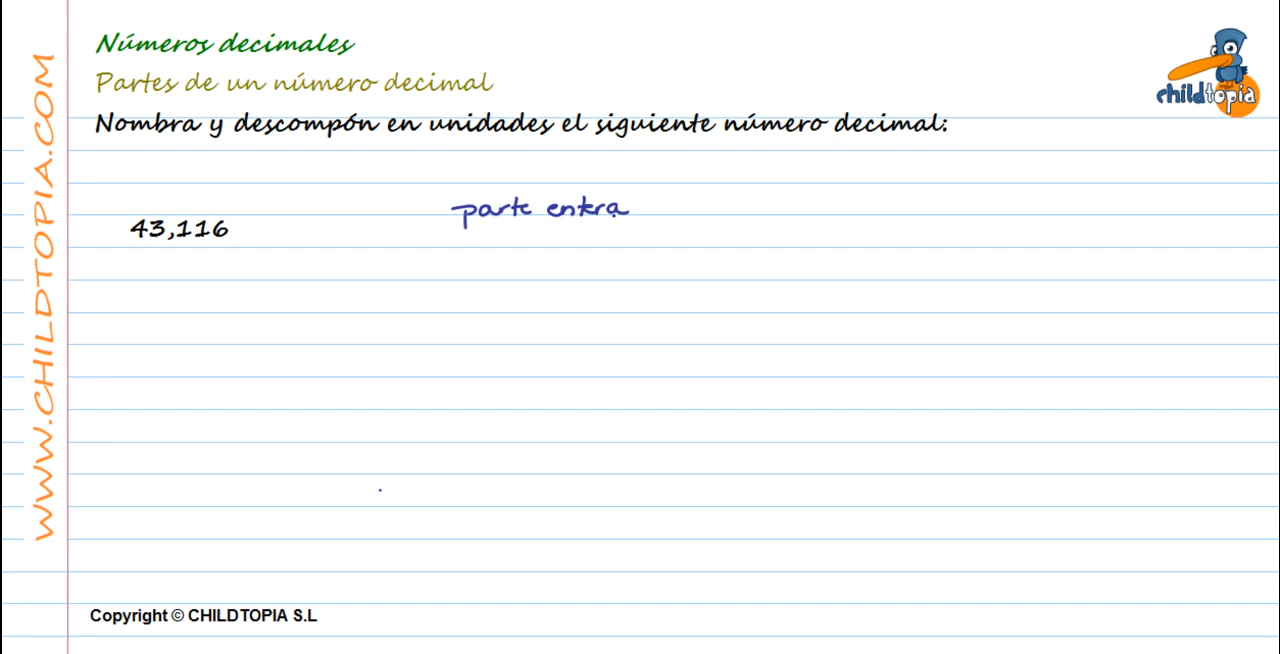 Números decimales
Partes de un número decimal
Nombra y descompón en unidades el siguiente número decimal:
childtopia
parte entera
43,116
WWW.CHILDTOPIA.COM
Copyright © CHILDTOPIA S.L